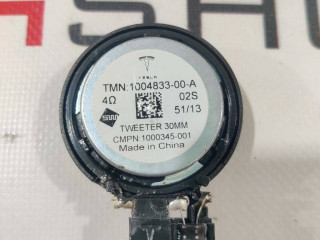 TESLA
TMN:1004833-00-A
4Ω
02S
51/13
TWEETER 30MM
CMPN 1000345-001
Made in China